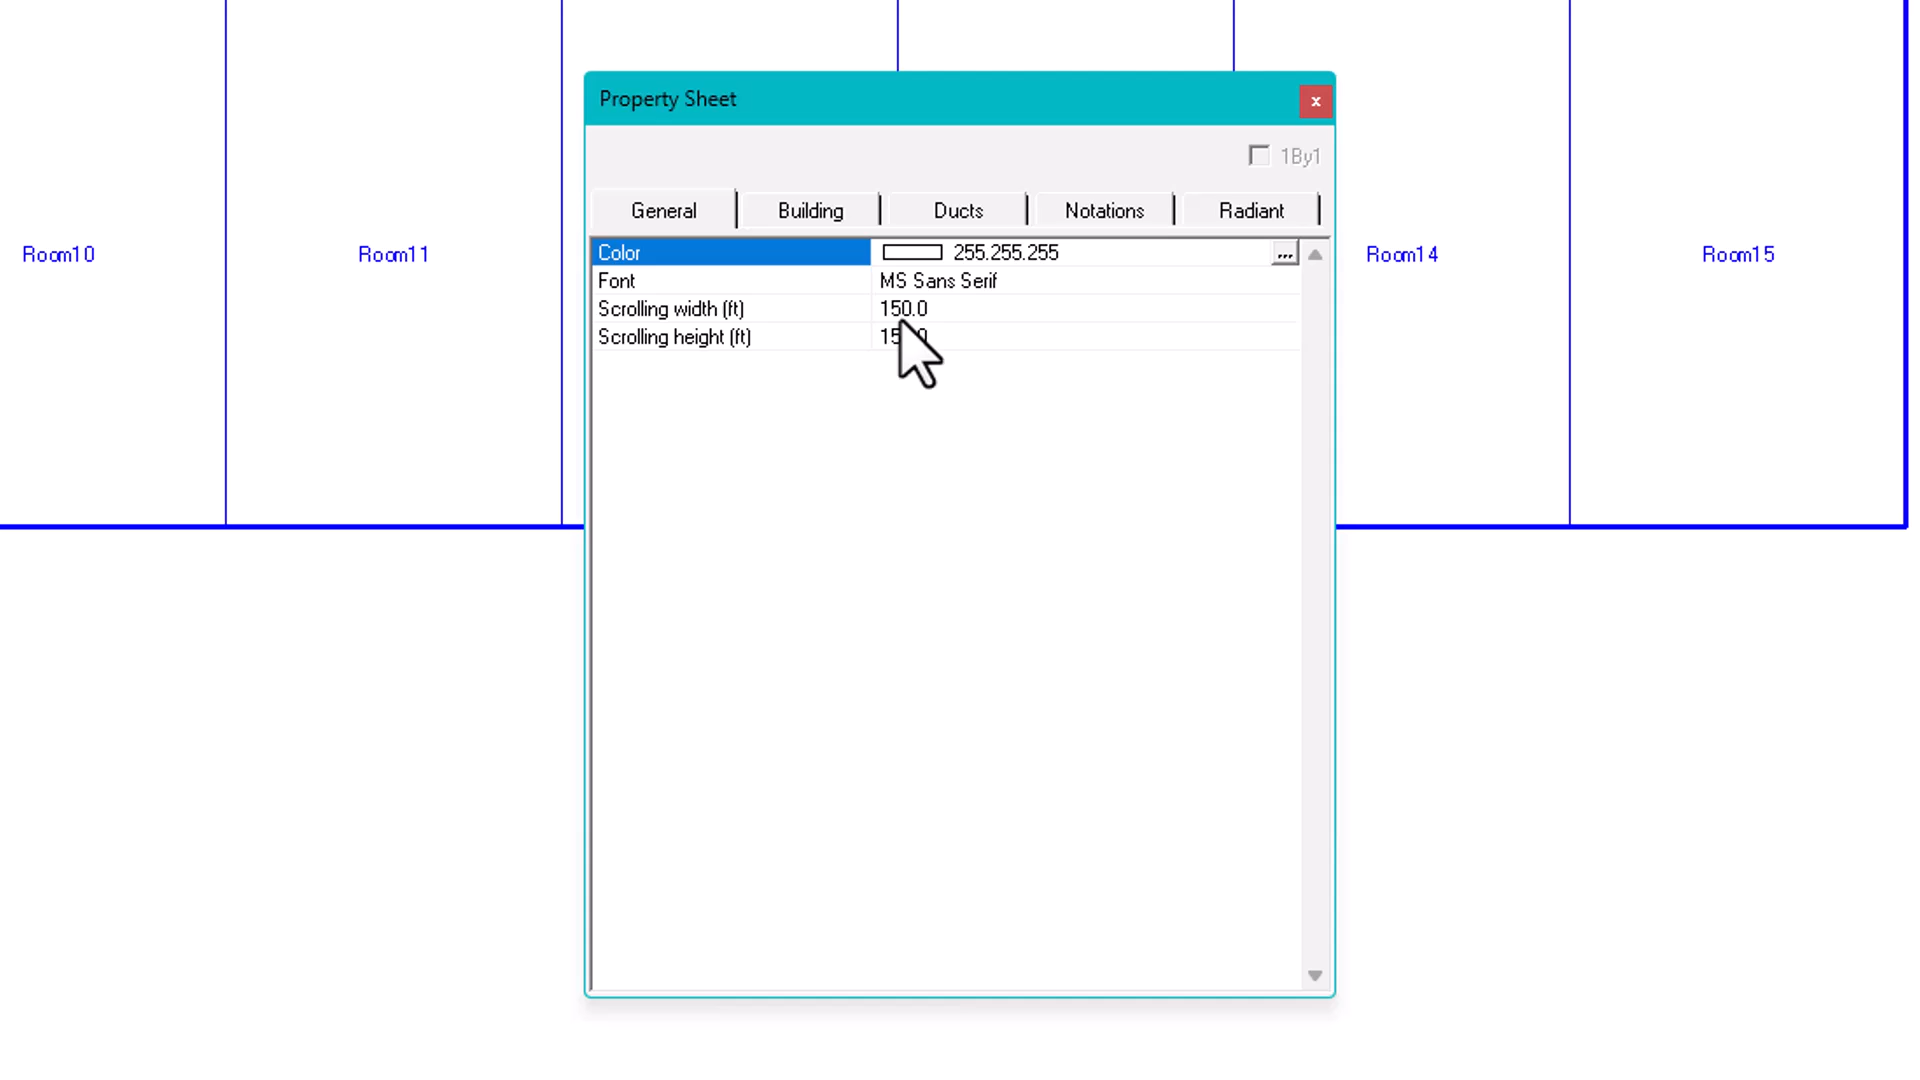 Property Sheet
x
1By1
General Building Ducts Notations Radiant
Room10 Room11 Room14 Room15
Color 255.255.255 ...
Font MS Sans Serif
Scrolling width (ft) 150.0
Scrolling height (ft)